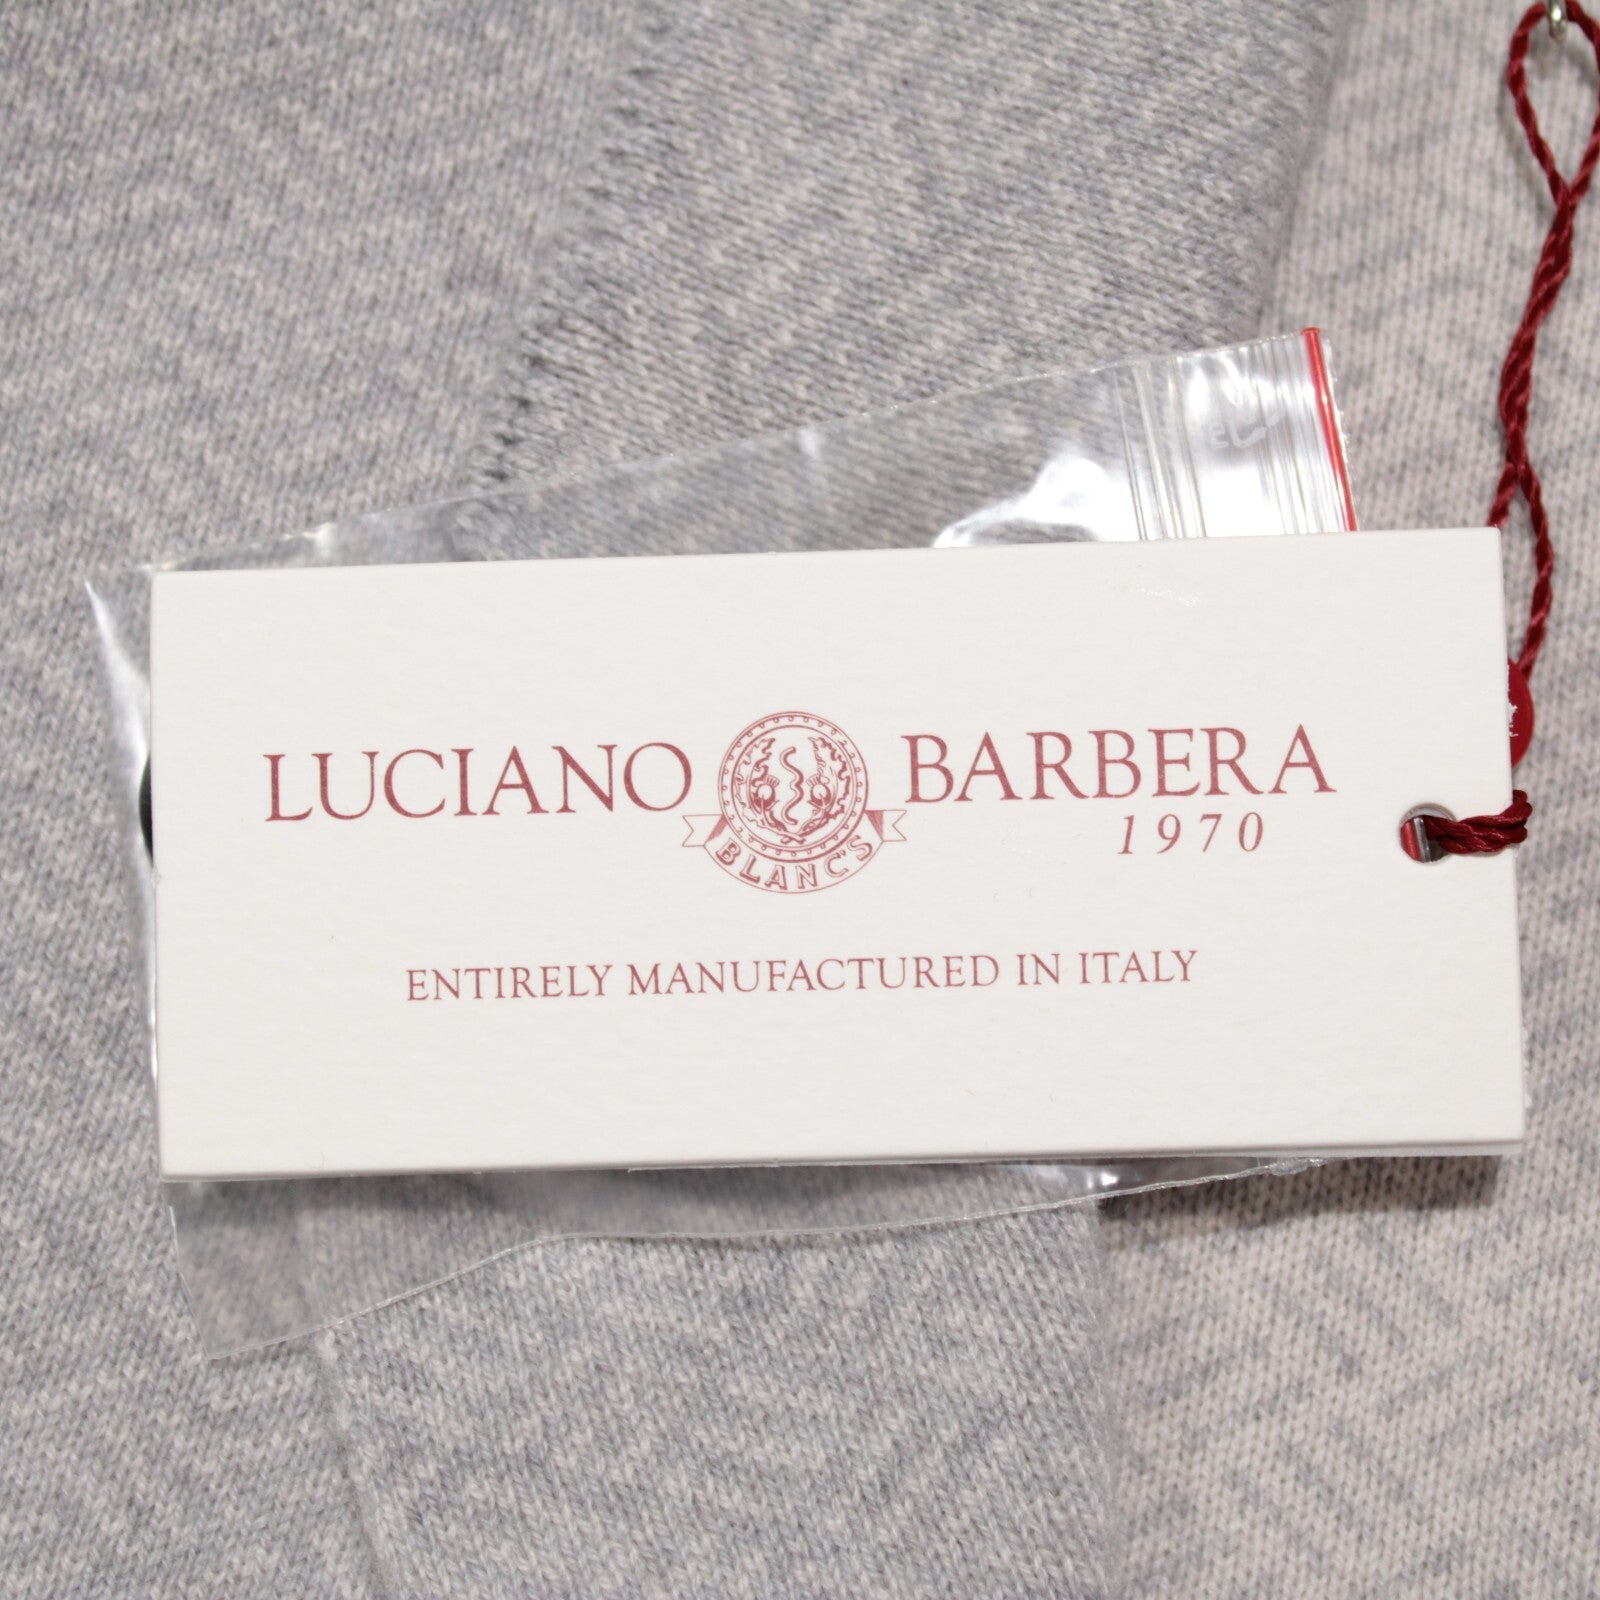 LUCIANO BARBERA
BLANC'S
1970
ENTIRELY MANUFACTURED IN ITALY